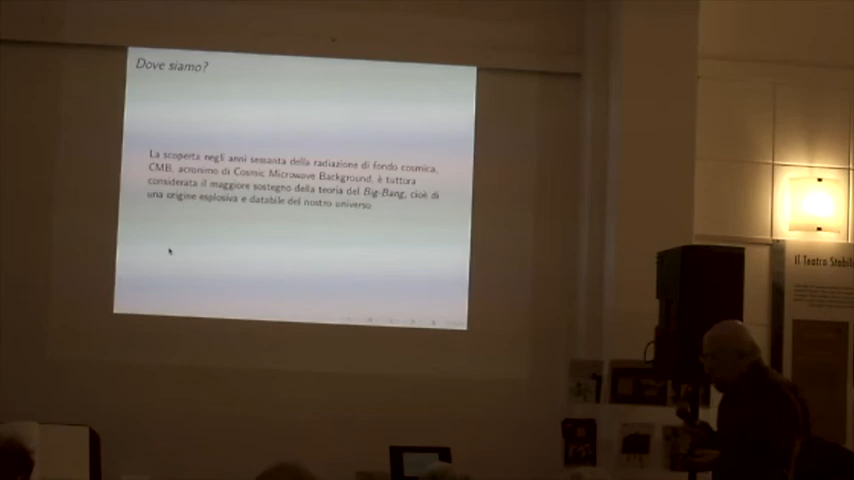 Dove siamo?
La scoperta negli anni sessanta della radiazione di fondo cosmica,
CMB, acronimo di Cosmic Microwave Background, è tuttora
considerata il maggiore sostegno della teoria del Big-Bang, cioè di
una origine esplosiva e databile del nostro universo
Il Teatro Stabil